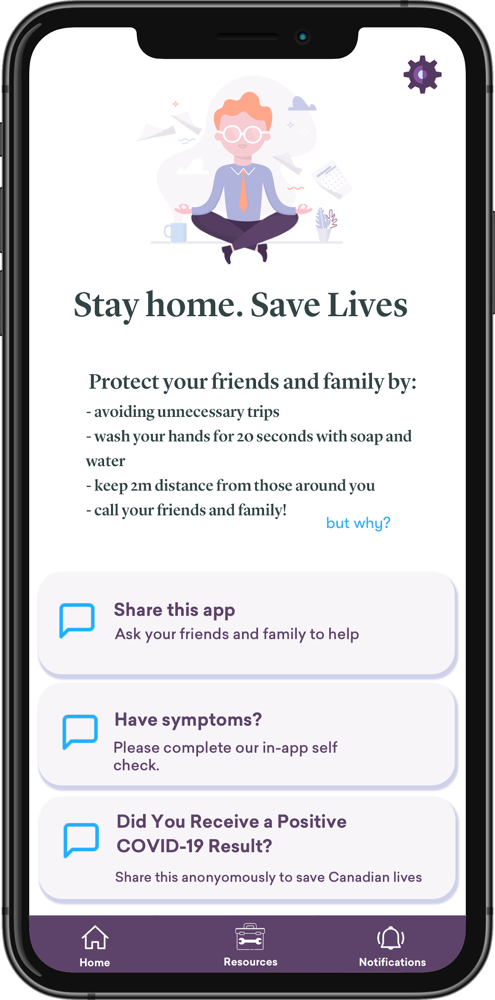 Stay home. Save Lives
Protect your friends and family by:
- avoiding unnecessary trips
- wash your hands for 20 seconds with soap and
water
- keep 2m distance from those around you
- call your friends and family!
but why?
Share this app
Ask your friends and family to help
Have symptoms?
Please complete our in-app self
check.
Did You Receive a Positive
COVID-19 Result?
Share this anonyomously to save Canadian lives
Home
Resources
Notifications